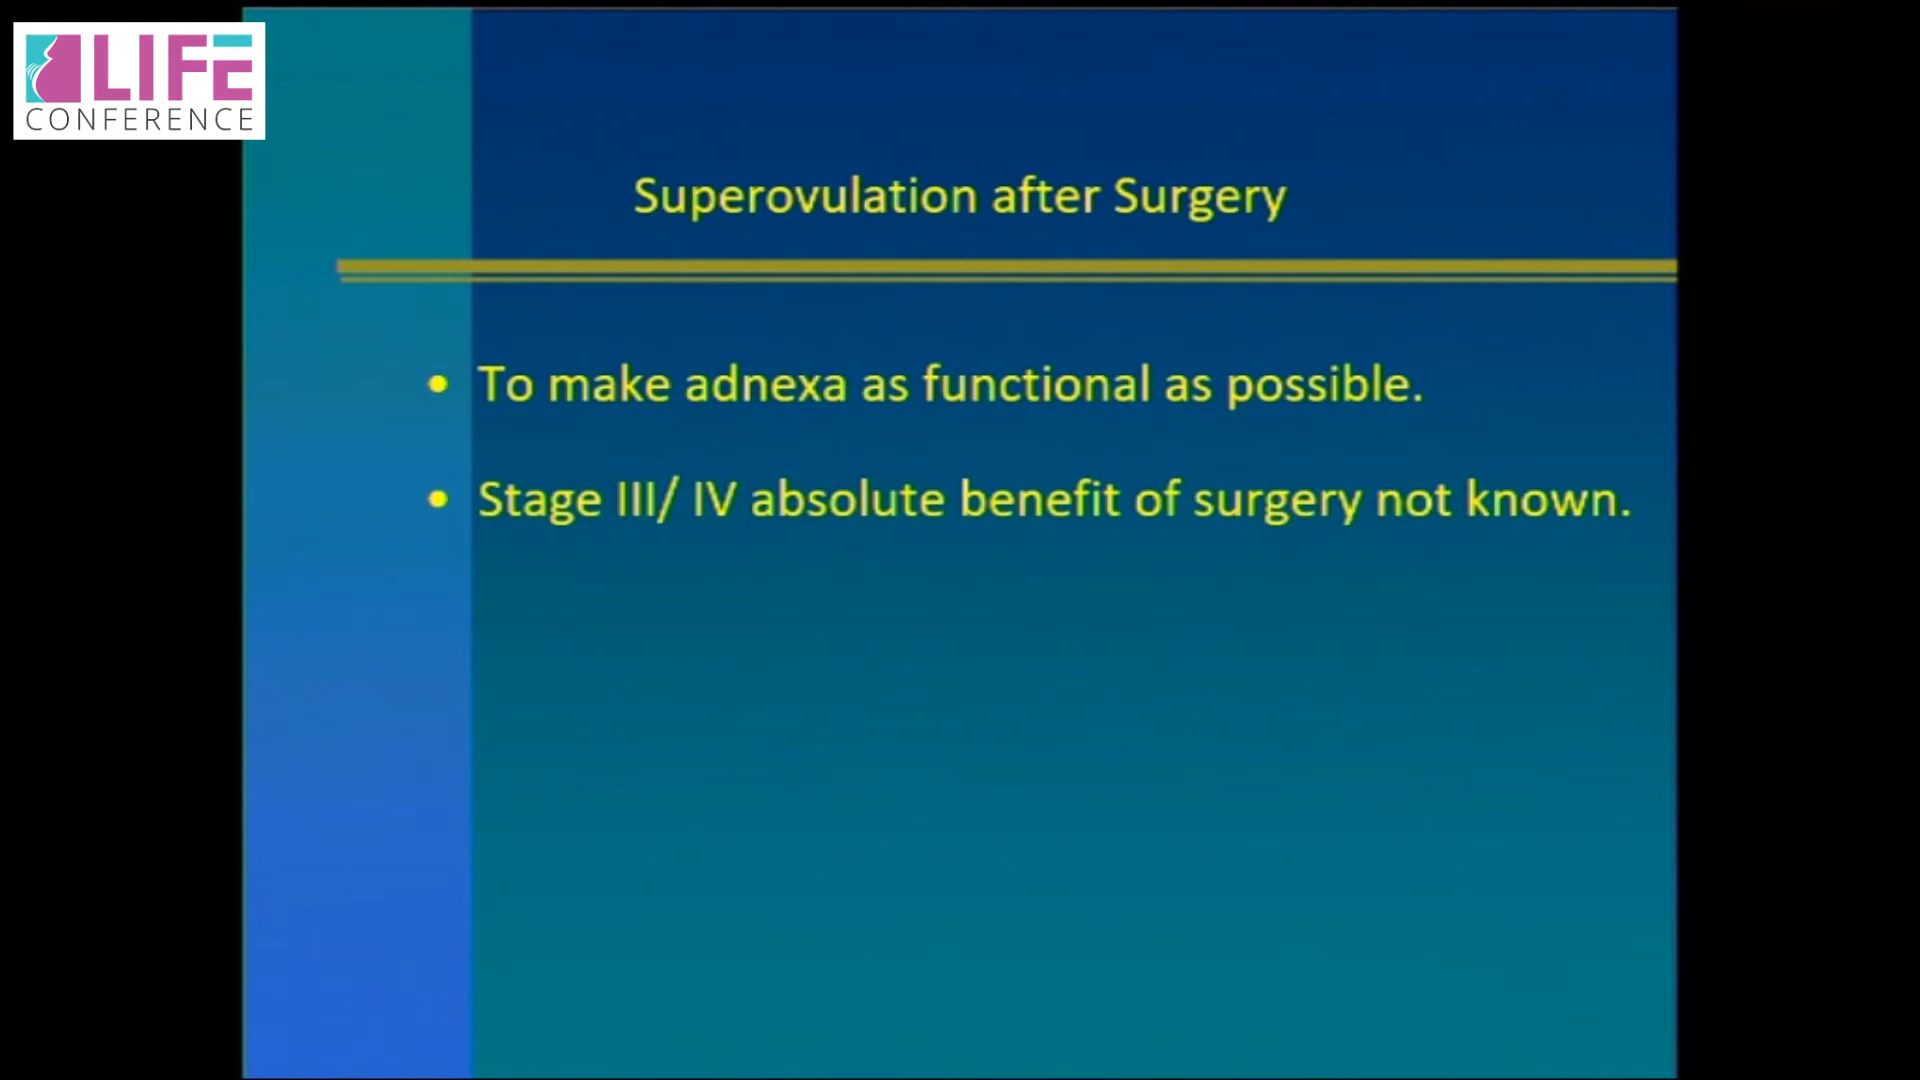 LIFE
CONFERENCE
Superovulation after Surgery
• To make adnexa as functional as possible.
• Stage III/ IV absolute benefit of surgery not known.